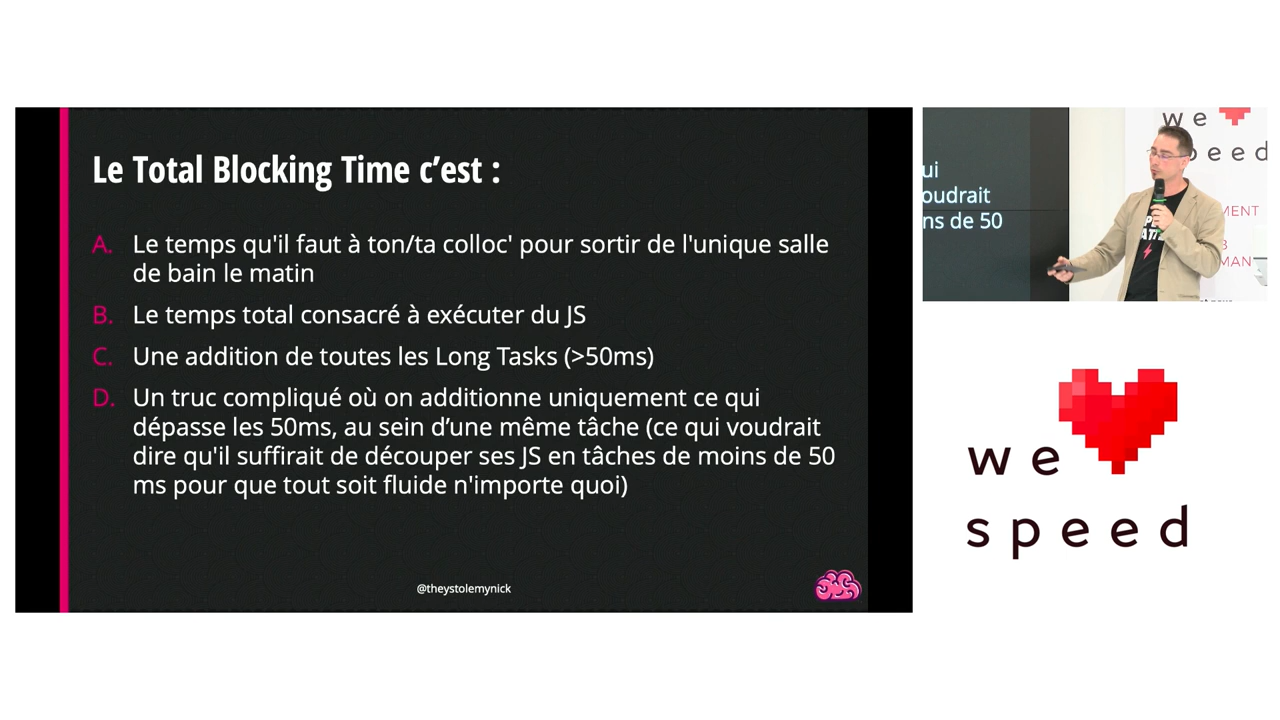 Le Total Blocking Time c’est :
A. Le temps qu'il faut à ton/ta colloc' pour sortir de l'unique salle
de bain le matin
B. Le temps total consacré à exécuter du JS
C. Une addition de toutes les Long Tasks (>50ms)
D. Un truc compliqué où on additionne uniquement ce qui
dépasse les 50ms, au sein d’une même tâche (ce qui voudrait
dire qu'il suffirait de découper ses JS en tâches de moins de 50
ms pour que tout soit fluide n'importe quoi)
@theystolemynick
ui
oudrait
ns de 50
we
peed
MENT
MAN
we
speed